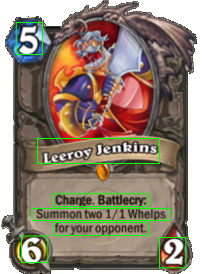 5
Leeroy Jenkins
Charge. Battlecry:
Summon two 1/1 Whelps
for your opponent.
6
2